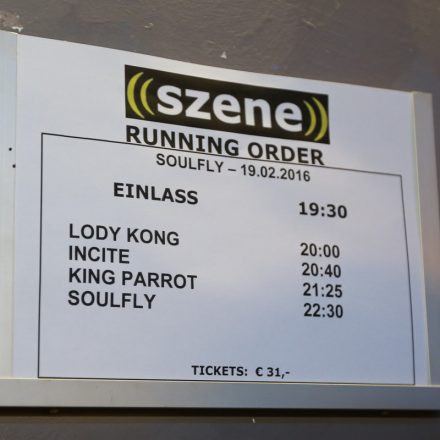 ((szene))
RUNNING ORDER
SOULFLY – 19.02.2016
EINLASS 19:30
LODY KONG 20:00
INCITE 20:40
KING PARROT 21:25
SOULFLY 22:30
TICKETS: € 31,-